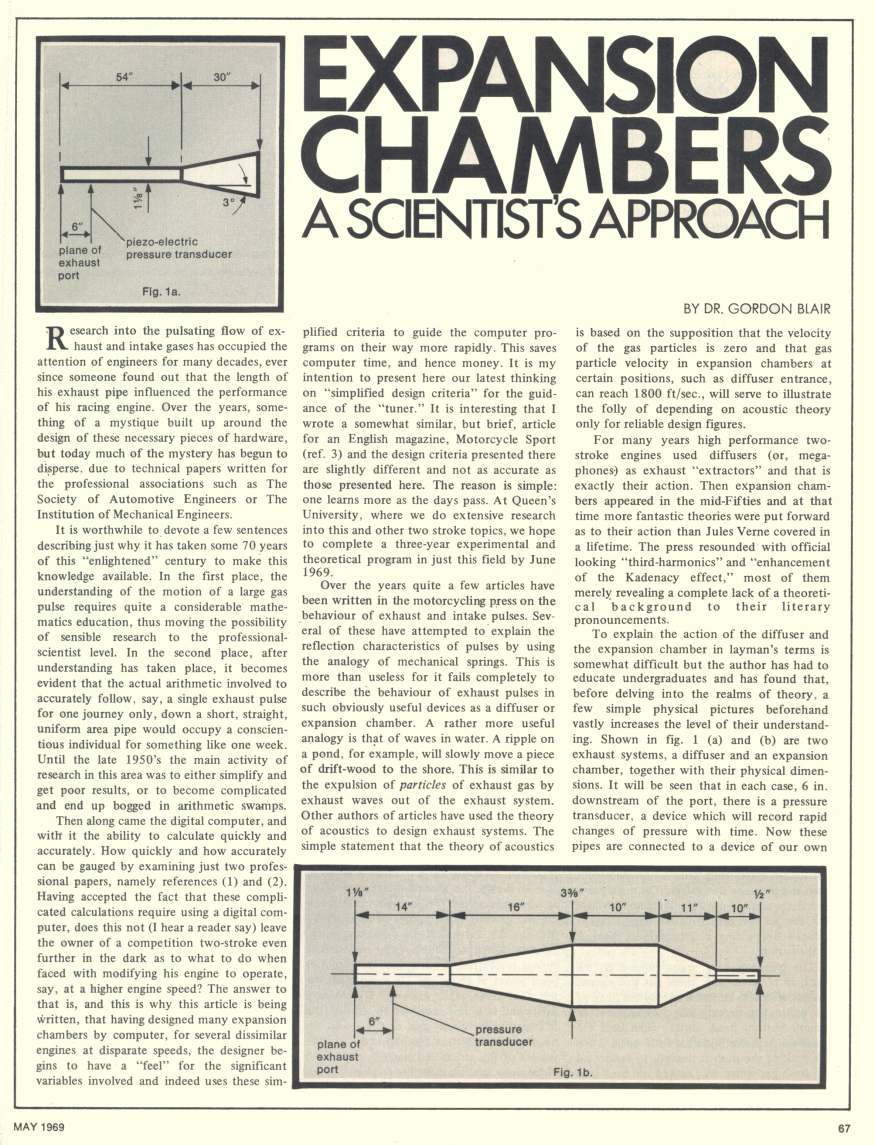 54″
30″
1⅛″
3°
6″
plane of
exhaust
port
piezo-electric
pressure transducer
Fig. 1a.
EXPANSION
CHAMBERS
A SCIENTIST'S APPROACH
BY DR. GORDON BLAIR
Research into the pulsating flow of ex-
haust and intake gases has occupied the
attention of engineers for many decades, ever
since someone found out that the length of
his exhaust pipe influenced the performance
of his racing engine. Over the years, some-
thing of a mystique built up around the
design of these necessary pieces of hardware,
but today much of the mystery has begun to
disperse. due to technical papers written for
the professional associations such as The
Society of Automotive Engineers or The
Institution of Mechanical Engineers.
It is worthwhile to devote a few sentences
describing just why it has taken some 70 years
of this “enlightened” century to make this
knowledge available. In the first place, the
understanding of the motion of a large gas
pulse requires quite a considerable mathe-
matics education, thus moving the possibility
of sensible research to the professional-
scientist level. In the second place, after
understanding has taken place, it becomes
evident that the actual arithmetic involved to
accurately follow, say, a single exhaust pulse
for one journey only, down a short, straight,
uniform area pipe would occupy a conscien-
tious individual for something like one week.
Until the late 1950's the main activity of
research in this area was to either simplify and
get poor results, or to become complicated
and end up bogged in arithmetic swamps.
Then along came the digital computer, and
with it the ability to calculate quickly and
accurately. How quickly and how accurately
can be gauged by examining just two profes-
sional papers, namely references (1) and (2).
Having accepted the fact that these compli-
cated calculations require using a digital com-
puter, does this not (I hear a reader say) leave
the owner of a competition two-stroke even
further in the dark as to what to do when
faced with modifying his engine to operate,
say, at a higher engine speed? The answer to
that is, and this is why this article is being
written, that having designed many expansion
chambers by computer, for several dissimilar
engines at disparate speeds, the designer be-
gins to have a “feel” for the significant
variables involved and indeed uses these sim-
plified criteria to guide the computer pro-
grams on their way more rapidly. This saves
computer time, and hence money. It is my
intention to present here our latest thinking
on “simplified design criteria” for the guid-
ance of the “tuner.” It is interesting that I
wrote a somewhat similar, but brief, article
for an English magazine, Motorcycle Sport
(ref. 3) and the design criteria presented there
are slightly different and not as accurate as
those presented here. The reason is simple:
one learns more as the days pass. At Queen's
University, where we do extensive research
into this and other two stroke topics, we hope
to complete a three-year experimental and
theoretical program in just this field by June
1969.
Over the years quite a few articles have
been written in the motorcycling press on the
behaviour of exhaust and intake pulses. Sev-
eral of these have attempted to explain the
reflection characteristics of pulses by using
the analogy of mechanical springs. This is
more than useless for it fails completely to
describe the behaviour of exhaust pulses in
such obviously useful devices as a diffuser or
expansion chamber. A rather more useful
analogy is that of waves in water. A ripple on
a pond, for example, will slowly move a piece
of drift-wood to the shore. This is similar to
the expulsion of particles of exhaust gas by
exhaust waves out of the exhaust system.
Other authors of articles have used the theory
of acoustics to design exhaust systems. The
simple statement that the theory of acoustics
is based on the supposition that the velocity
of the gas particles is zero and that gas
particle velocity in expansion chambers at
certain positions, such as diffuser entrance,
can reach 1800 ft/sec., will serve to illustrate
the folly of depending on acoustic theory
only for reliable design figures.
For many years high performance two-
stroke engines used diffusers (or, mega-
phones) as exhaust “extractors” and that is
exactly their action. Then expansion cham-
bers appeared in the mid-Fifties and at that
time more fantastic theories were put forward
as to their action than Jules Verne covered in
a lifetime. The press resounded with official
looking “third-harmonics” and “enhancement
of the Kadenacy effect,” most of them
merely revealing a complete lack of a theoreti-
cal background to their literary
pronouncements.
To explain the action of the diffuser and
the expansion chamber in layman's terms is
somewhat difficult but the author has had to
educate undergraduates and has found that,
before delving into the realms of theory, a
few simple physical pictures beforehand
vastly increases the level of their understand-
ing. Shown in fig. 1 (a) and (b) are two
exhaust systems, a diffuser and an expansion
chamber, together with their physical dimen-
sions. It will be seen that in each case, 6 in.
downstream of the port, there is a pressure
transducer, a device which will record rapid
changes of pressure with time. Now these
pipes are connected to a device of our own
1⅛″
3⅜″
½″
14″
16″
10″
11″
10″
6″
plane of
exhaust
port
pressure
transducer
Fig. 1b.
MAY 1969
67